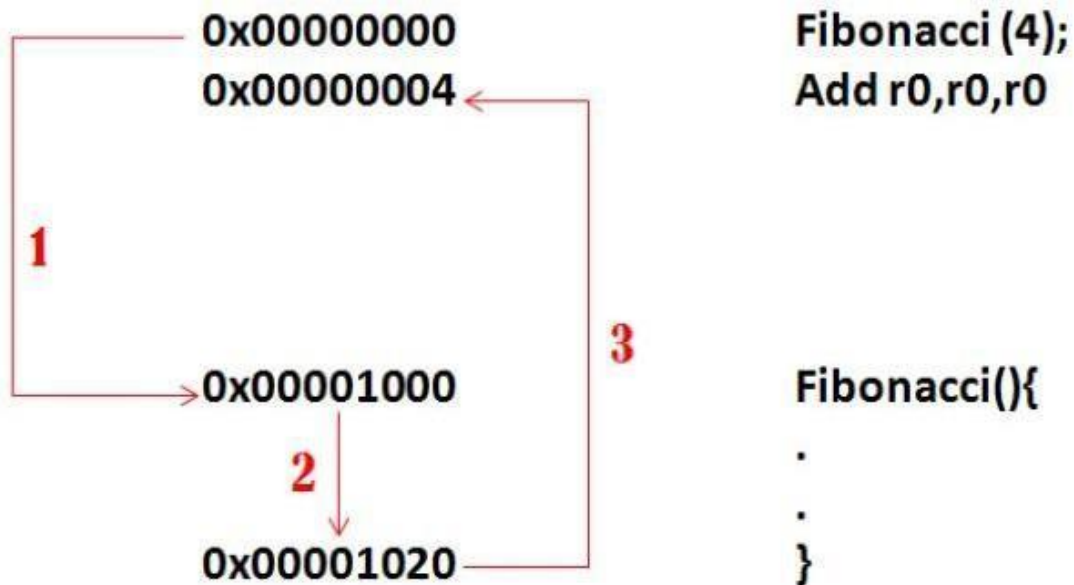 0x00000000 Fibonacci (4);
0x00000004 Add r0,r0,r0
1
3
0x00001000 Fibonacci(){
.
2
.
0x00001020 }